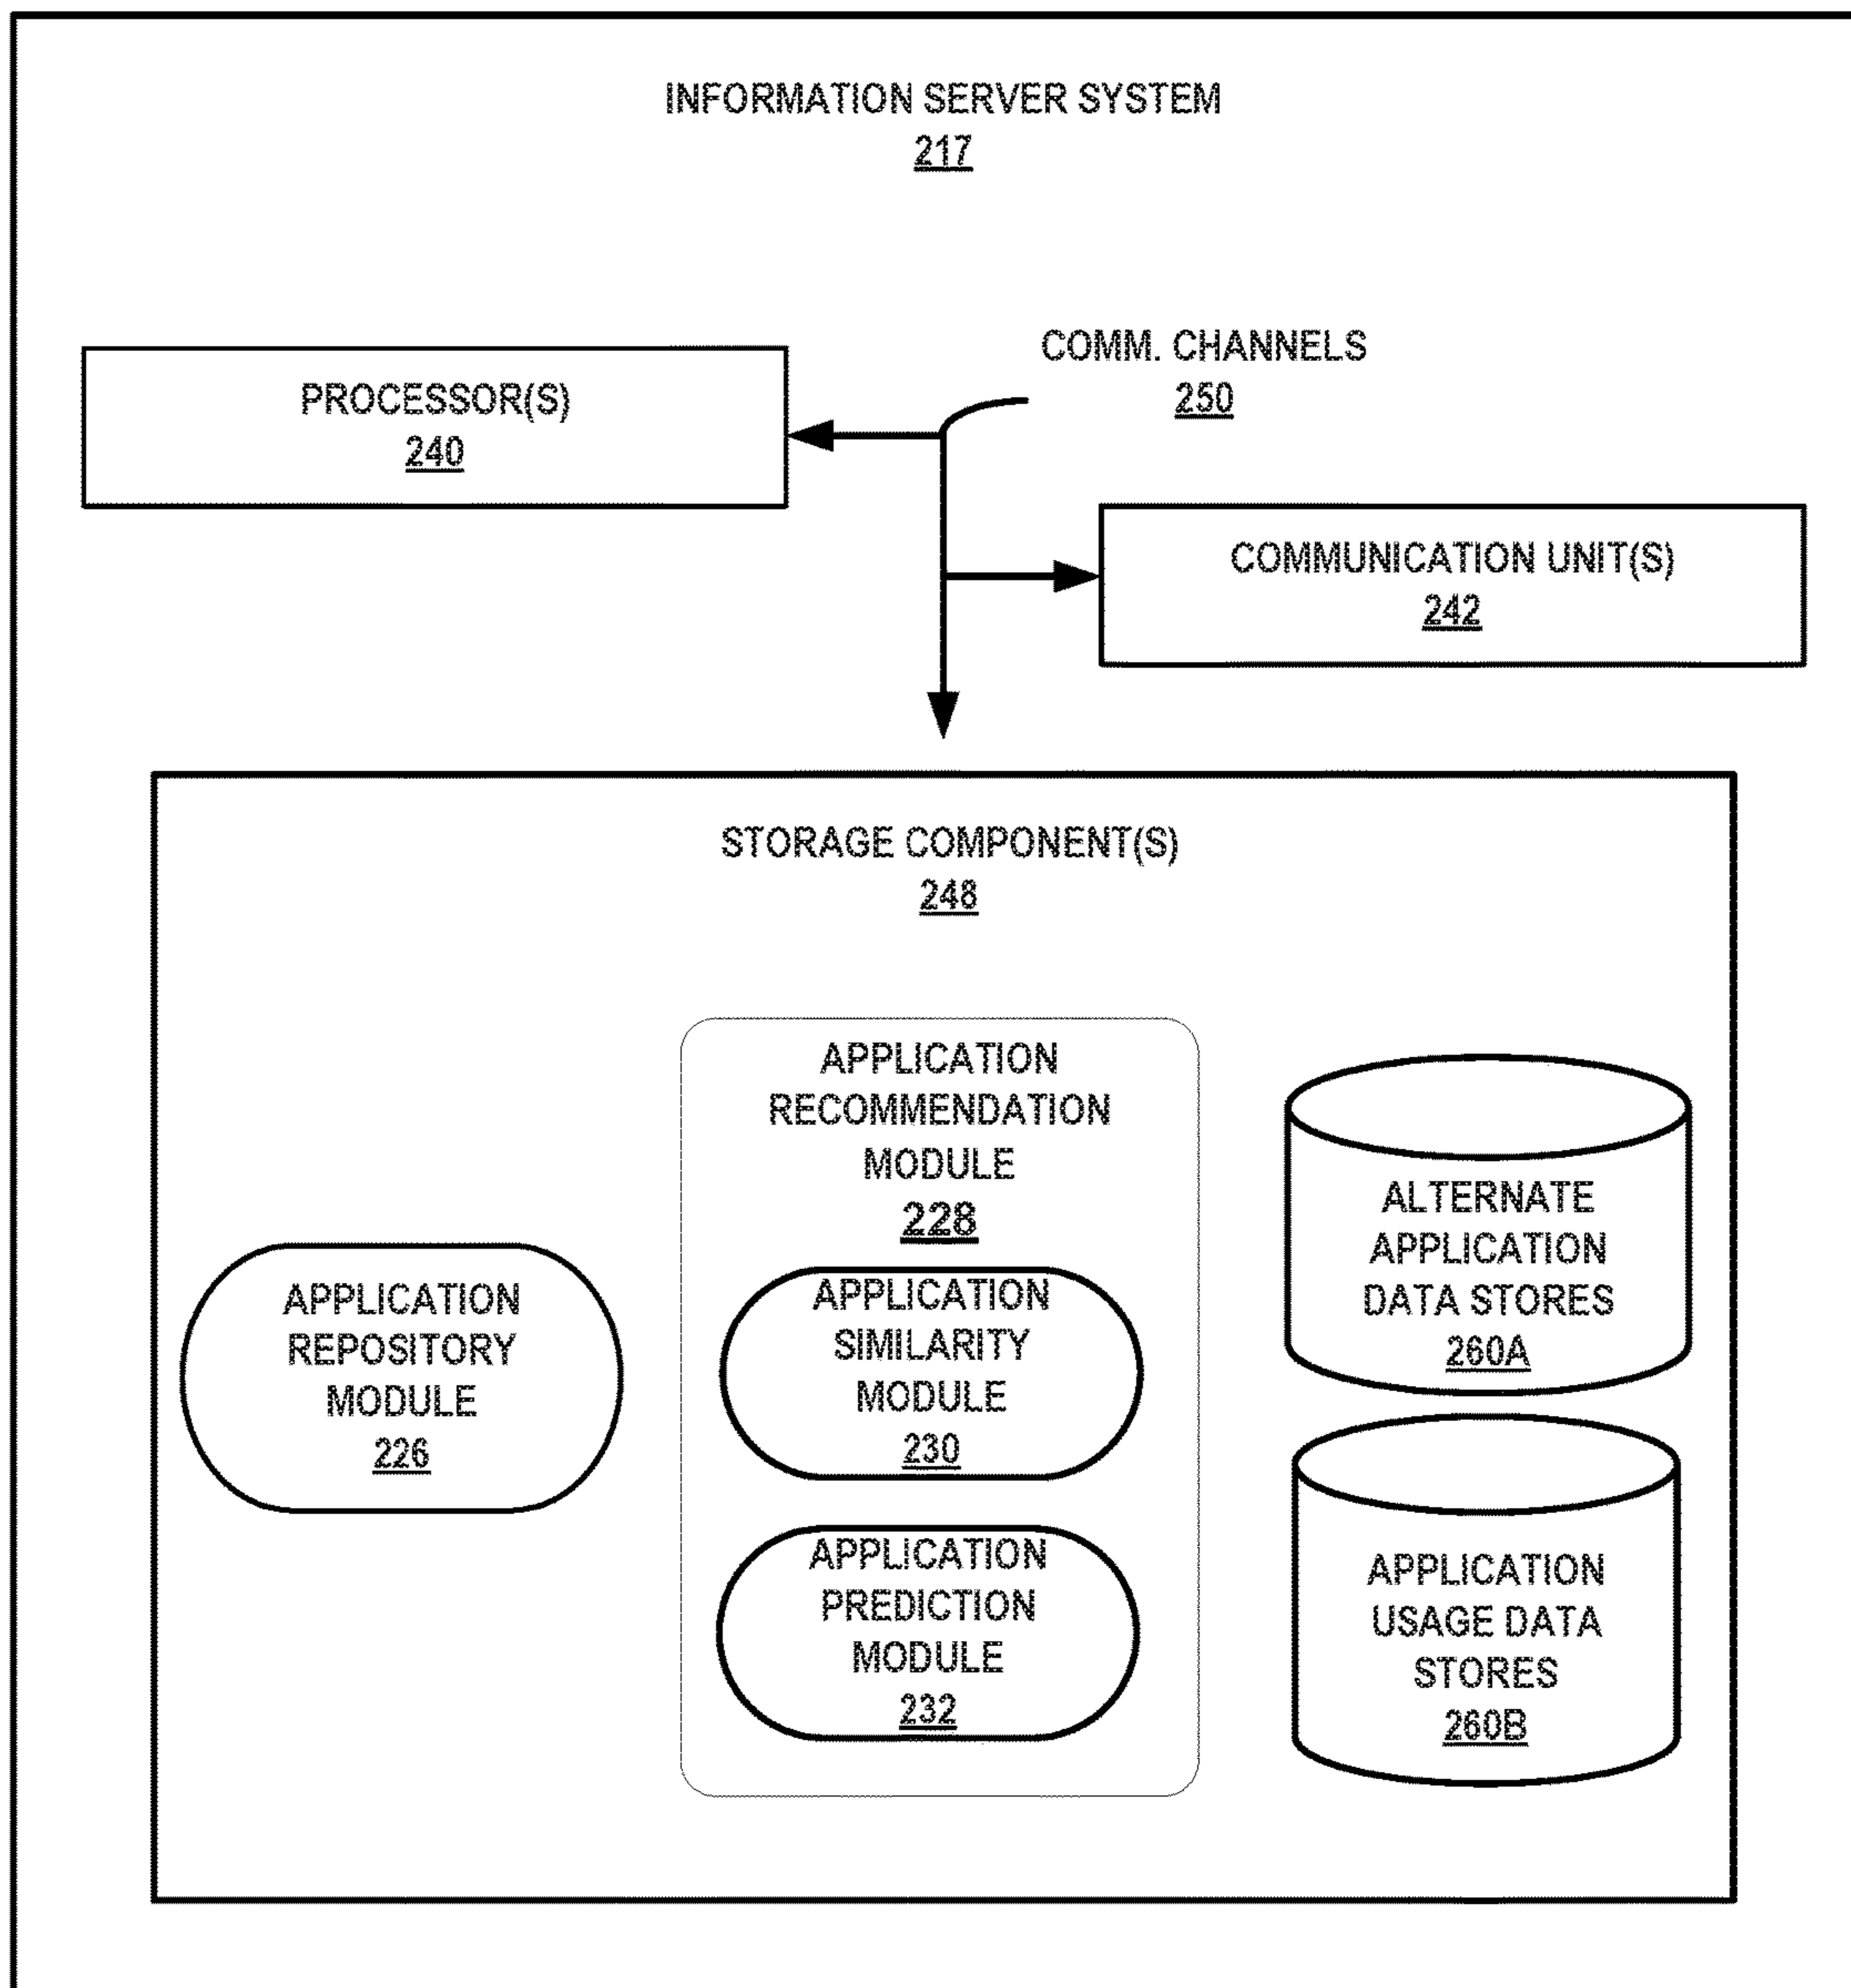 INFORMATION SERVER SYSTEM
217
COMM. CHANNELS
250
PROCESSOR(S)
240
COMMUNICATION UNIT(S)
242
STORAGE COMPONENT(S)
248
APPLICATION
REPOSITORY
MODULE
226
APPLICATION
RECOMMENDATION
MODULE
228
APPLICATION
SIMILARITY
MODULE
230
APPLICATION
PREDICTION
MODULE
232
ALTERNATE
APPLICATION
DATA STORES
260A
APPLICATION
USAGE DATA
STORES
260B